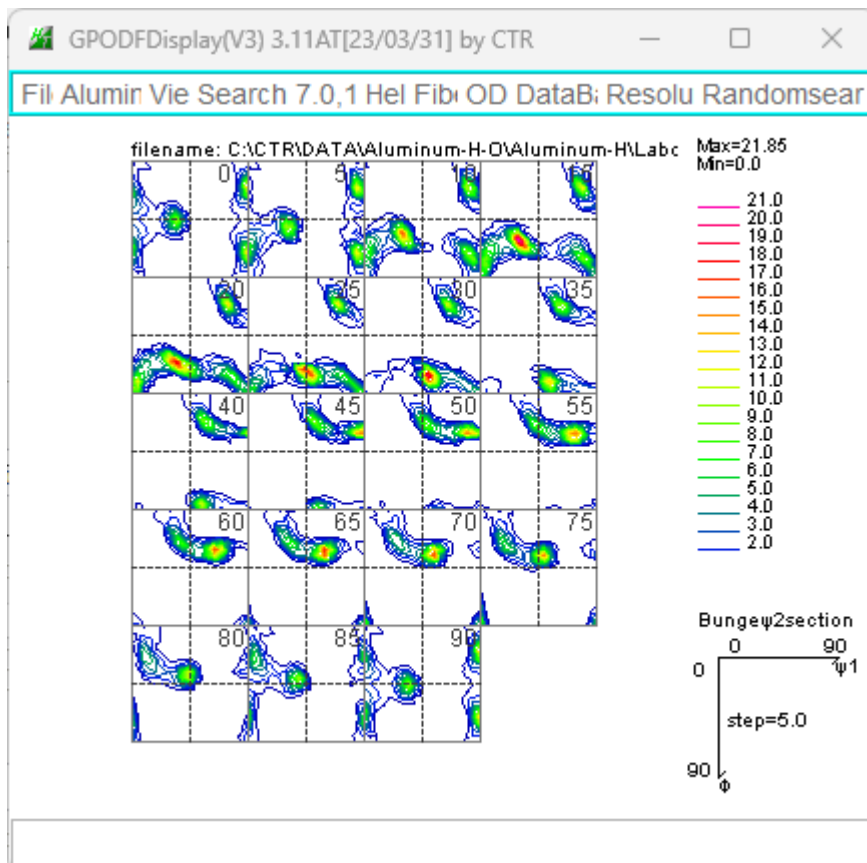 GPODFDisplay(V3) 3.11AT[23/03/31] by CTR
Fil Alumin Vie Search 7.0,1 Hel Fib OD DataBa Resolu Randomsear
filename: C:\CTR\DATA\Aluminum-H-O\Aluminum-H\Labo
Max=21.85
Min=0.0
0 5 10
21.0
20.0
19.0
18.0
17.0
16.0
15.0
14.0
13.0
12.0
11.0
10.0
9.0
8.0
7.0
6.0
5.0
4.0
3.0
2.0
20 25 30 35
40 45 50 55
60 65 70 75
80 85 90
Bungeψ2section
0 90
0 ψ1
step=5.0
90
Φ